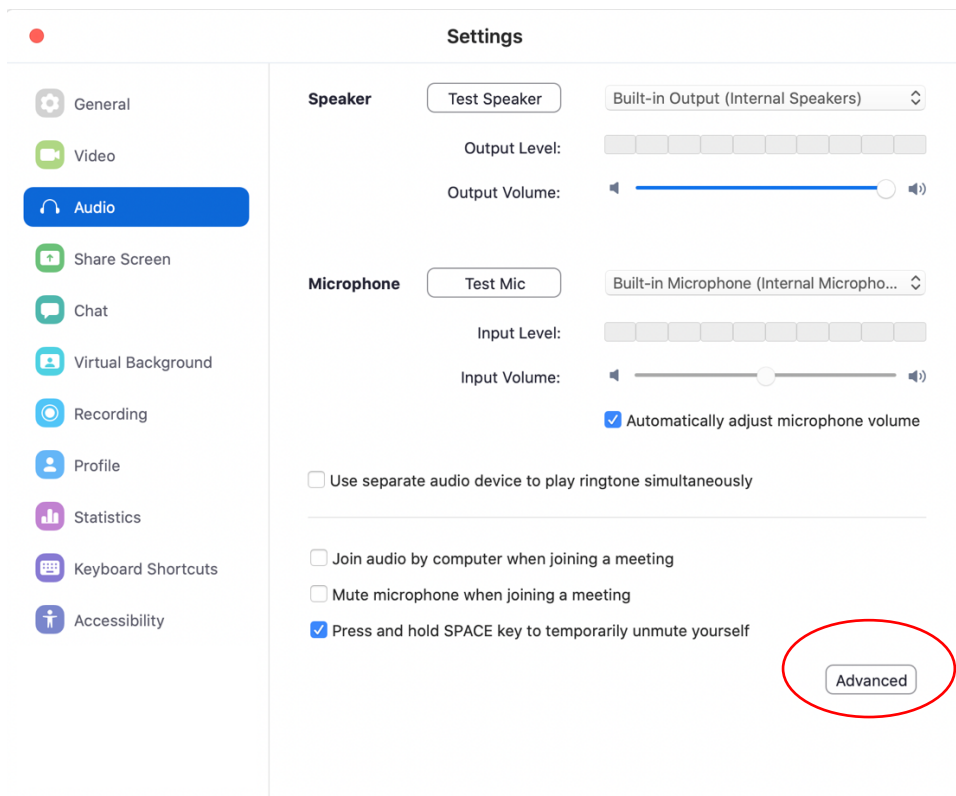 Settings
General
Video
Audio
Share Screen
Chat
Virtual Background
Recording
Profile
Statistics
Keyboard Shortcuts
Accessibility
Speaker Test Speaker Built-in Output (Internal Speakers)
Output Level:
Output Volume:
Microphone Test Mic Built-in Microphone (Internal Micropho...
Input Level:
Input Volume:
Automatically adjust microphone volume
Use separate audio device to play ringtone simultaneously
Join audio by computer when joining a meeting
Mute microphone when joining a meeting
Press and hold SPACE key to temporarily unmute yourself
Advanced